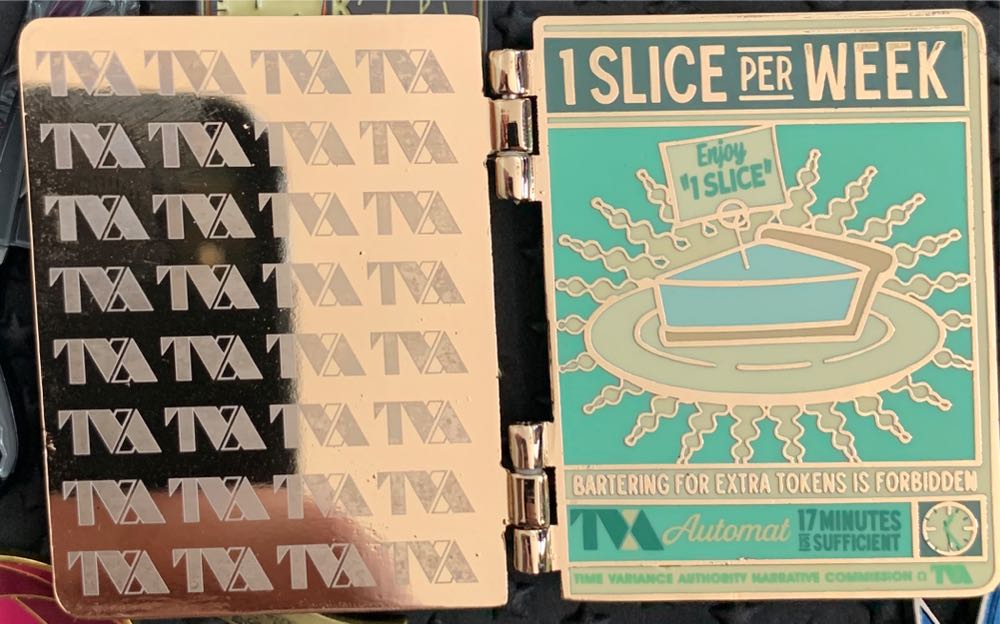 TVA TVA TVA TVA
TVA TVA TVA TVA
TVA TVA TVA TVA
TVA TVA TVA TVA
TVA TVA TVA TVA
TVA TVA TVA TVA
TVA TVA TVA TVA
TVA TVA TVA TVA
1 SLICE PER WEEK
Enjoy
"1 SLICE"
BARTERING FOR EXTRA TOKENS IS FORBIDDEN
TVA Automat 17 MINUTES
IS SUFFICIENT
TIME VARIANCE AUTHORITY NARRATIVE COMMISSION TVA